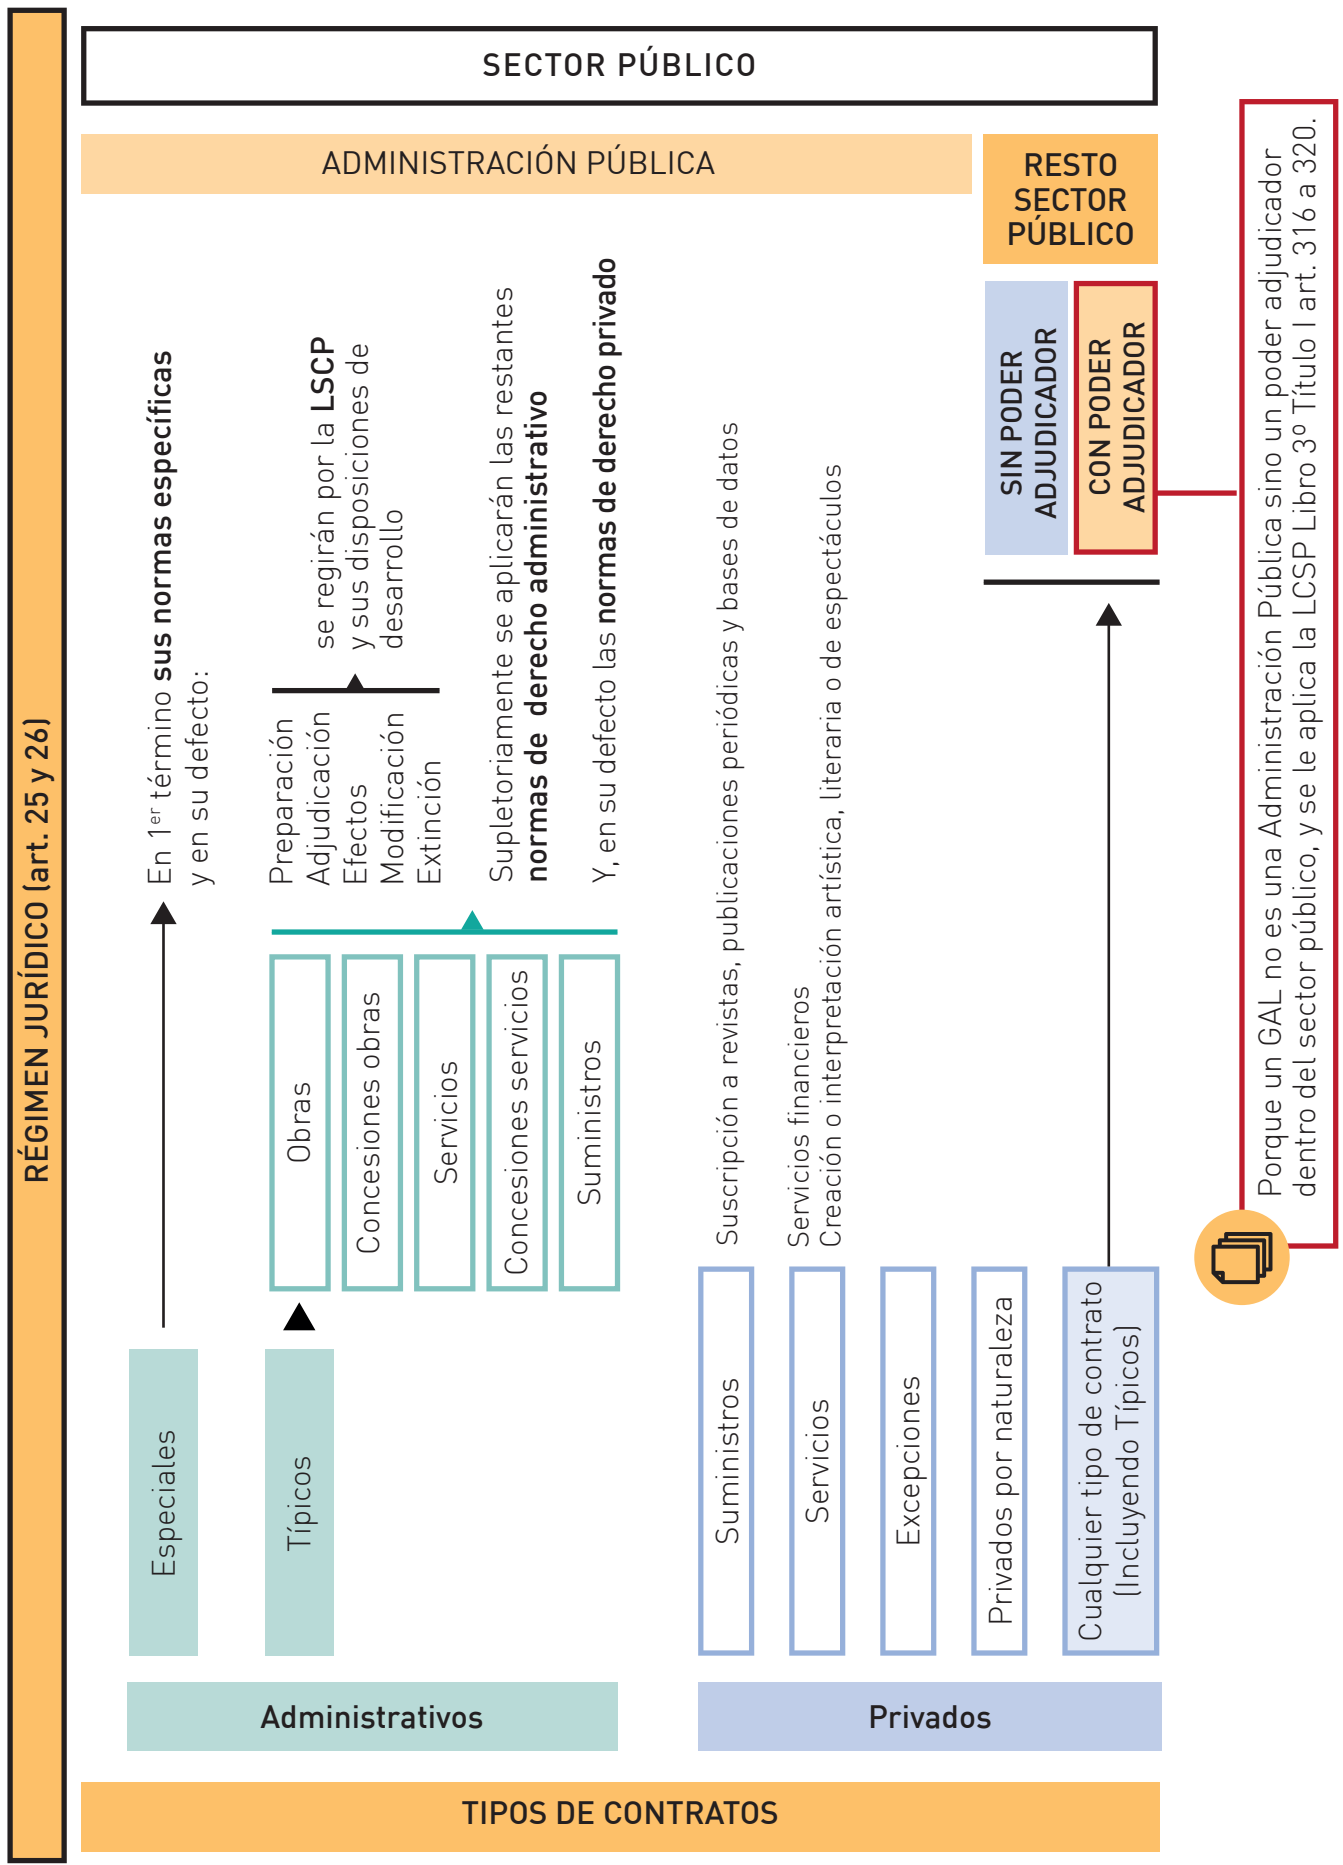 RÉGIMEN JURÍDICO (art. 25 y 26)
SECTOR PÚBLICO
ADMINISTRACIÓN PÚBLICA
RESTO
SECTOR
PÚBLICO
SIN PODER
ADJUDICADOR
CON PODER
ADJUDICADOR
TIPOS DE CONTRATOS
Administrativos
Especiales
En 1er término sus normas específicas
y en su defecto:
Típicos
Obras
Concesiones obras
Servicios
Concesiones servicios
Suministros
Preparación
Adjudicación
Efectos
Modificación
Extinción
se regirán por la LSCP
y sus disposiciones de
desarrollo
Supletoriamente se aplicarán las restantes
normas de derecho administrativo
Y, en su defecto las normas de derecho privado
Privados
Suministros
Suscripción a revistas, publicaciones periódicas y bases de datos
Servicios
Servicios financieros
Creación o interpretación artística, literaria o de espectáculos
Excepciones
Privados por naturaleza
Cualquier tipo de contrato
(Incluyendo Típicos)
Porque un GAL no es una Administración Pública sino un poder adjudicador
dentro del sector público, y se le aplica la LCSP Libro 3º Título I art. 316 a 320.